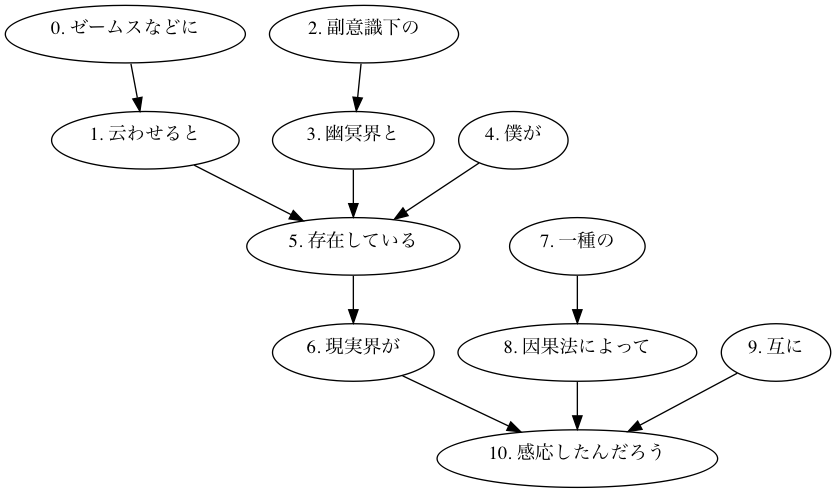 0. ゼームスなどに
2. 副意識下の
1. 云わせると
3. 幽冥界と
4. 僕が
5. 存在している
7. 一種の
6. 現実界が
8. 因果法によって
9. 互に
10. 感応したんだろう